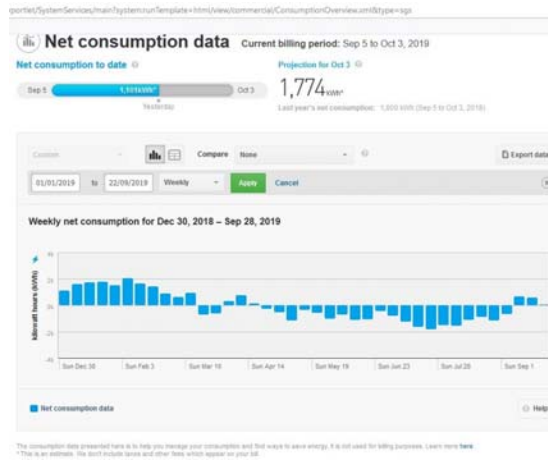 portlet/SystemServices/main?system:runTemplate=html/view/commercial/ConsumptionOverview.xml&type=sgs
Net consumption data Current billing period: Sep 5 to Oct 3, 2019
Net consumption to date
Projection for Oct 3
Sep 5 Oct 3
Yesterday
1,774 kWh*
Last year's net consumption: 1,800 kWh (Sep 5 to Oct 3, 2018)
Custom Compare None Export data
01/01/2019 to 22/09/2019 Weekly Apply Cancel
Weekly net consumption for Dec 30, 2018 – Sep 28, 2019
kilowatt hours (kWh)
4k
2k
0k
-2k
-4k
Sun Dec 30 Sun Feb 3 Sun Mar 10 Sun Apr 14 Sun May 19 Sun Jun 23 Sun Jul 28 Sun Sep 1
Net consumption data Help
The consumption data presented here is to help you manage your consumption and find ways to save energy. It is not used for billing purposes. Learn more here.
*This is an estimate. We don't include taxes and other fees which appear on your bill.